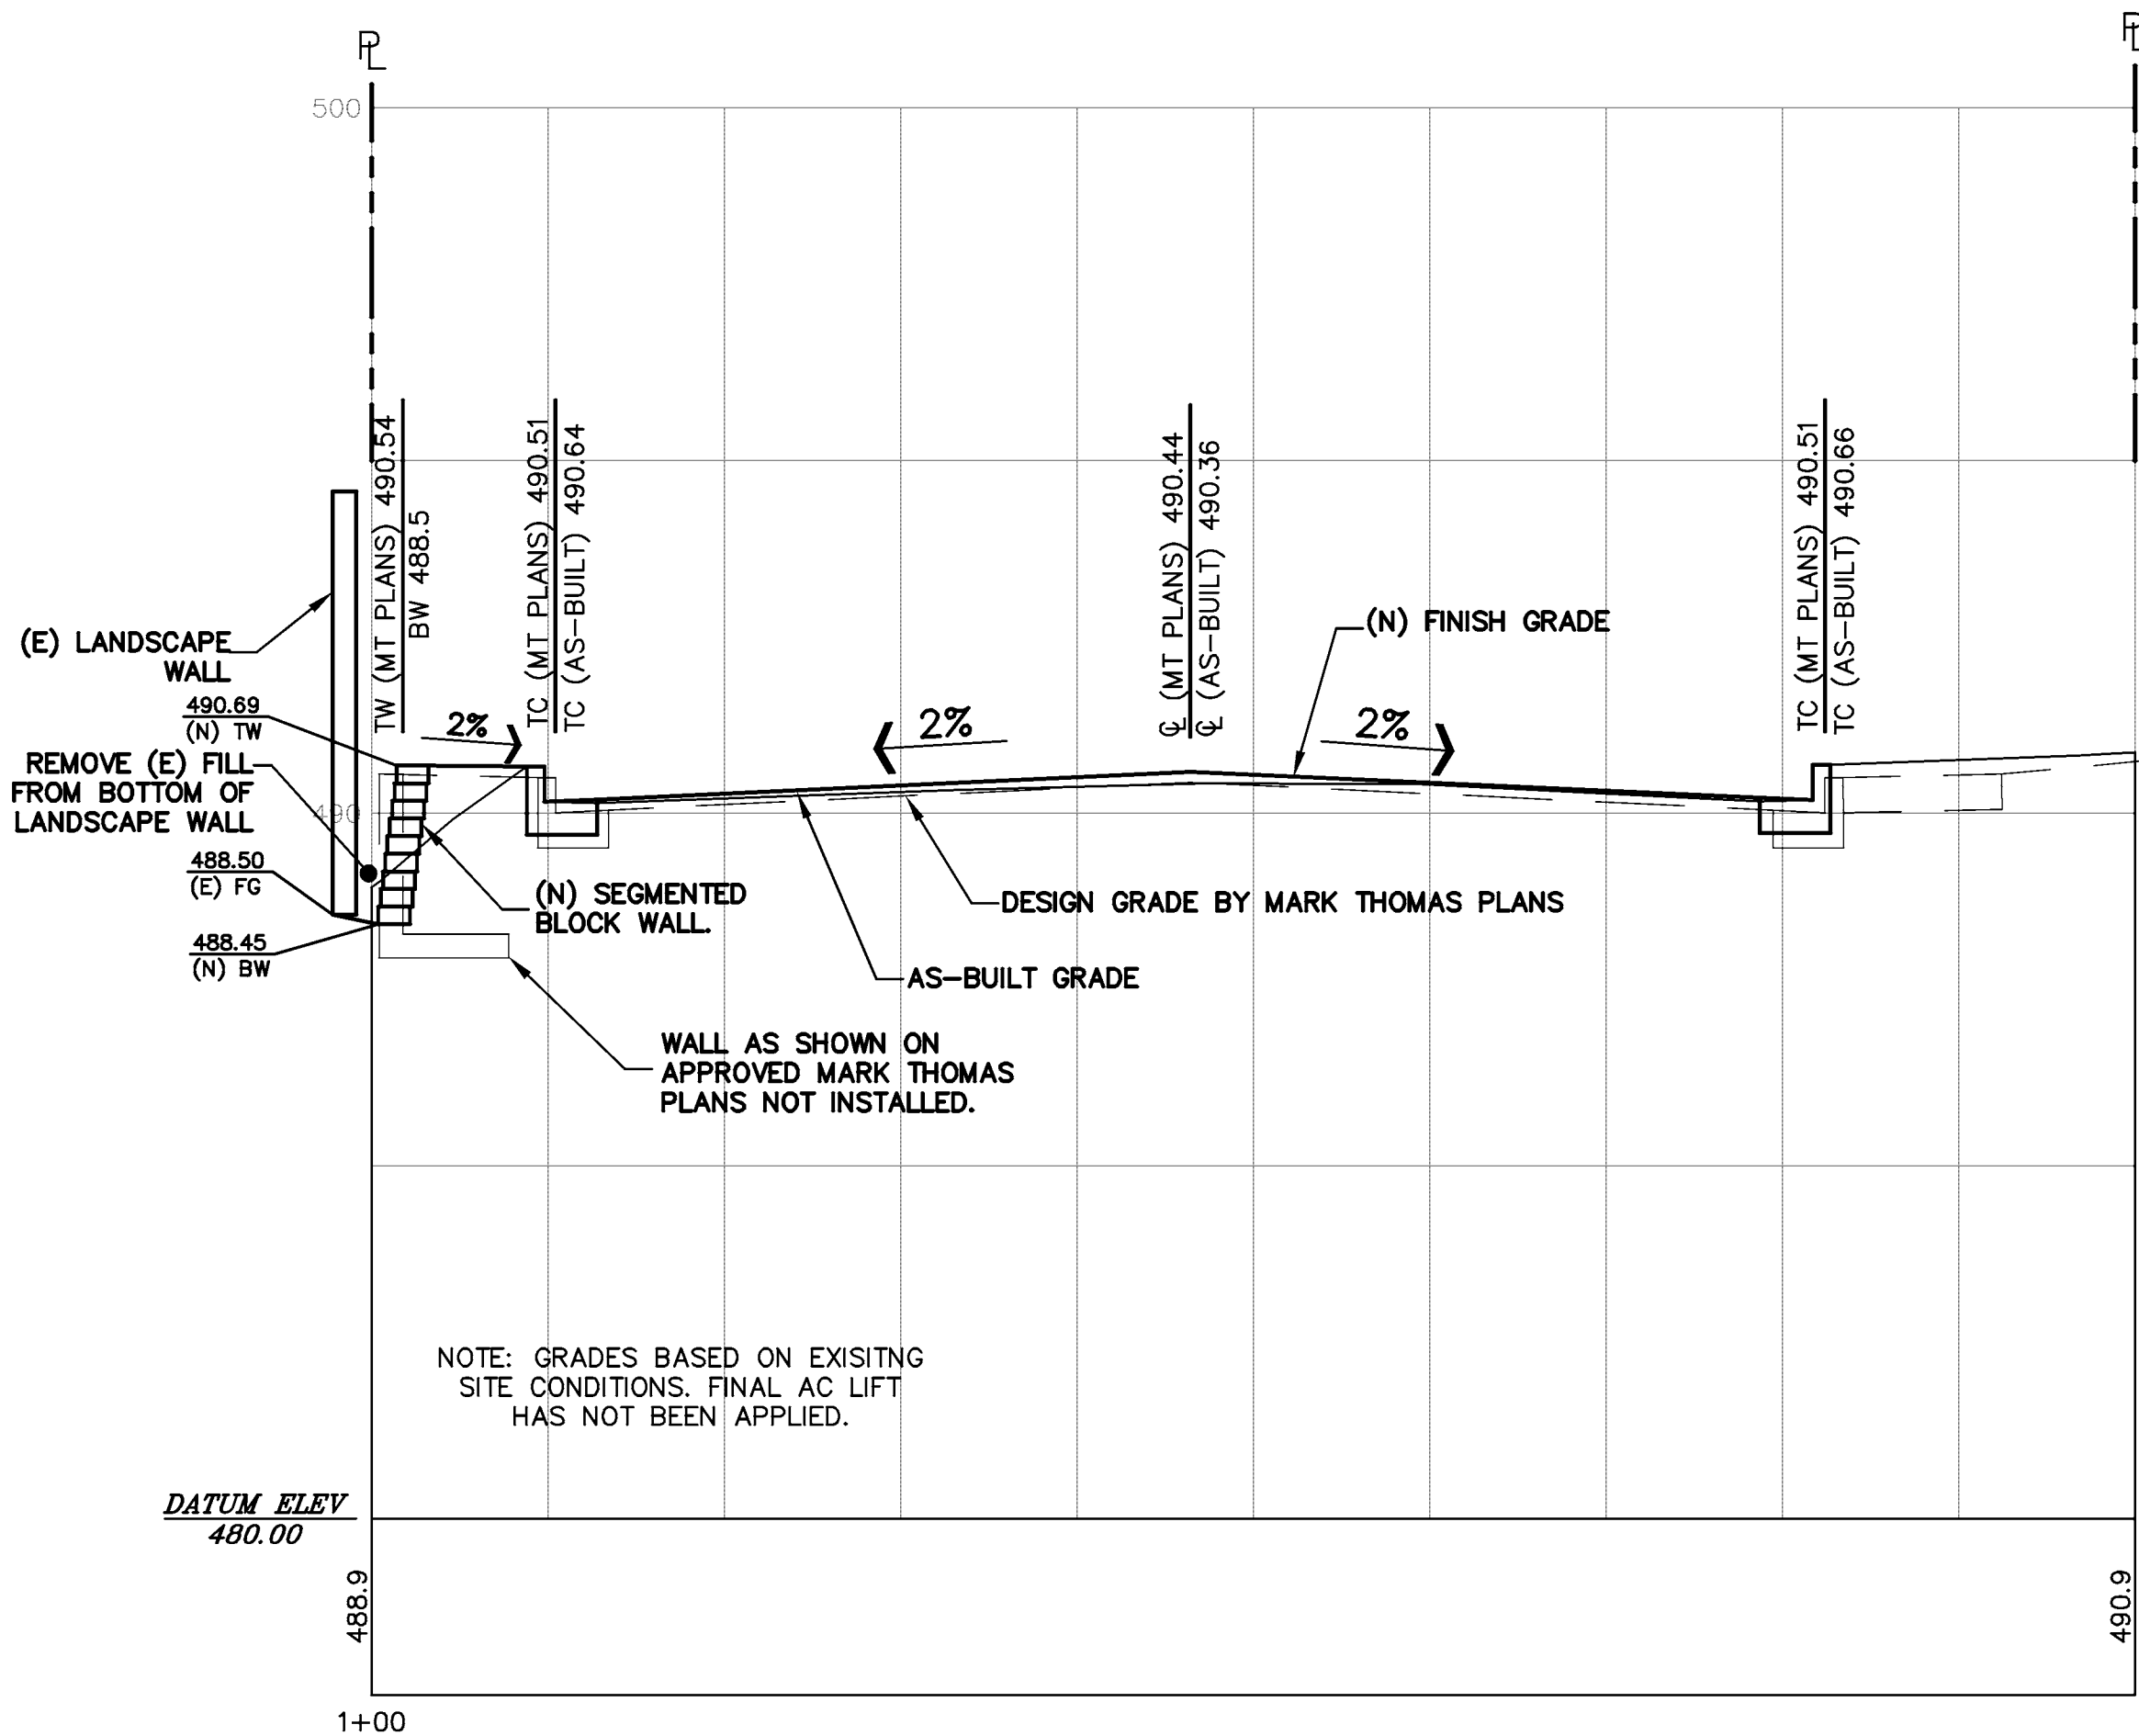 PL
PL
500
TW (MT PLANS) 490.54
BW 488.5
TC (MT PLANS) 490.51
TC (AS-BUILT) 490.64
CL (MT PLANS) 490.44
CL (AS-BUILT) 490.36
TC (MT PLANS) 490.51
TC (AS-BUILT) 490.66
(E) LANDSCAPE
WALL
(N) FINISH GRADE
490.69
(N) TW
2%
2%
2%
REMOVE (E) FILL
FROM BOTTOM OF
LANDSCAPE WALL
490
488.50
(E) FG
(N) SEGMENTED
BLOCK WALL.
DESIGN GRADE BY MARK THOMAS PLANS
488.45
(N) BW
AS-BUILT GRADE
WALL AS SHOWN ON
APPROVED MARK THOMAS
PLANS NOT INSTALLED.
NOTE: GRADES BASED ON EXISITNG
SITE CONDITIONS. FINAL AC LIFT
HAS NOT BEEN APPLIED.
DATUM ELEV
480.00
488.9
490.9
1+00